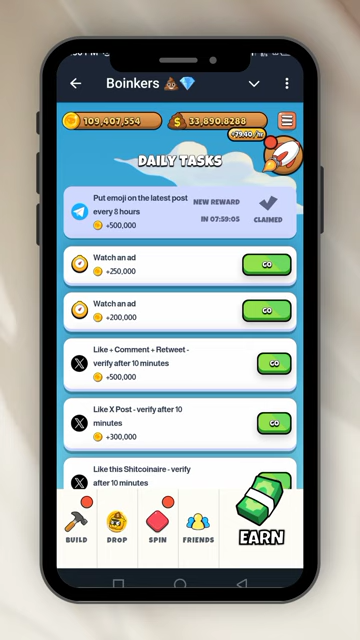 Boinkers 💩💎
109,407,554
33,890.8288
+79.40/hr
DAILY TASKS
Put emoji on the latest post
every 8 hours
+500,000
NEW REWARD
IN 07:59:05
CLAIMED
Watch an ad
+250,000
GO
Watch an ad
+200,000
GO
Like + Comment + Retweet -
verify after 10 minutes
+500,000
GO
Like X Post - verify after 10
minutes
+300,000
GO
Like this Shitcoinaire - verify
after 10 minutes
BUILD
DROP
SPIN
FRIENDS
EARN